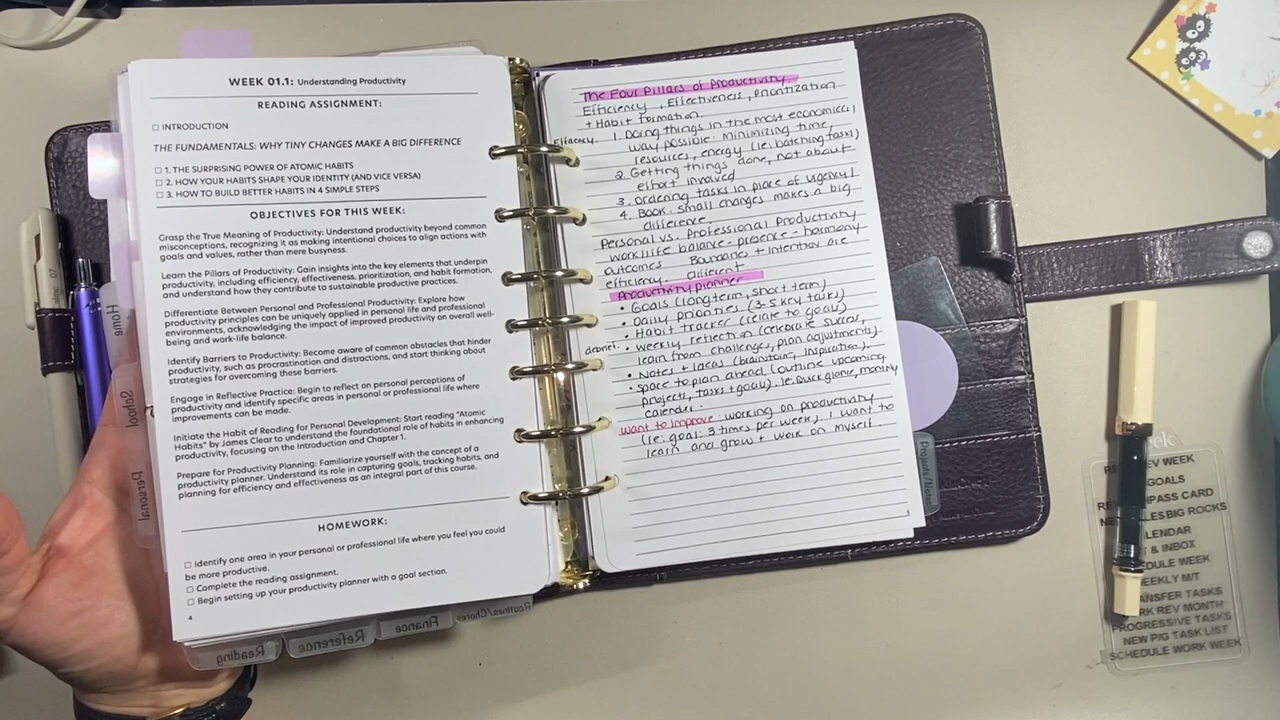 WEEK 01.1: Understanding Productivity
READING ASSIGNMENT:
☐ INTRODUCTION
THE FUNDAMENTALS: WHY TINY CHANGES MAKE A BIG DIFFERENCE
☐ 1. THE SURPRISING POWER OF ATOMIC HABITS
☐ 2. HOW YOUR HABITS SHAPE YOUR IDENTITY (AND VICE VERSA)
☐ 3. HOW TO BUILD BETTER HABITS IN 4 SIMPLE STEPS
OBJECTIVES FOR THIS WEEK:
Grasp the True Meaning of Productivity: Understand productivity beyond common
misconceptions, recognizing it as making intentional choices to align actions with
goals and values, rather than mere busyness.
Learn the Pillars of Productivity: Gain insights into the key elements that underpin
productivity, including efficiency, effectiveness, prioritization, and habit formation,
and understand how they contribute to sustainable productive practices.
Differentiate Between Personal and Professional Productivity: Explore how
productivity principles can be uniquely applied in personal life and professional
environments, acknowledging the impact of improved productivity on overall well-
being and work-life balance.
Identify Barriers to Productivity: Become aware of common obstacles that hinder
productivity, such as procrastination and distractions, and start thinking about
strategies for overcoming these barriers.
Engage in Reflective Practice: Begin to reflect on personal perceptions of
productivity and identify specific areas in personal or professional life where
improvements can be made.
Initiate the Habit of Reading for Personal Development: Start reading "Atomic
Habits" by James Clear to understand the foundational role of habits in enhancing
productivity, focusing on the Introduction and Chapter 1.
Prepare for Productivity Planning: Familiarize yourself with the concept of a
productivity planner. Understand its role in capturing goals, tracking habits, and
planning for efficiency and effectiveness as an integral part of this course.
HOMEWORK:
☐ Identify one area in your personal or professional life where you feel you could
be more productive.
☐ Complete the reading assignment.
☐ Begin setting up your productivity planner with a goal section.
4
Home
School
Personal
Reading
Reference
Finance
Routines/Chores
The Four Pillars of Productivity
Efficiency, Effectiveness, Prioritization
+ Habit Formation.
Efficacy. 1. Doing things in the most economical
way possible: minimizing time,
resources, energy (ie: batching tasks)
2. Getting things done, not about
effort involved
3. Ordering tasks in place of urgency
4. Book. small changes makes a big
difference.
Personal vs. Professional Productivity
work life balance - presence - harmony
outcomes Boundaries + Intention are
efficiency. different
Productivity Planner
• Goals (long term, short term)
• Daily priorities (3-5 key tasks)
• Habit tracker (relate to goals)
debrief. • weekly reflection (celebrate success,
learn from challenge, plan adjustments).
• Notes + Ideas (brainstorm, inspiration).
• space to plan ahead, (outline upcoming
projects, tasks + goals). ie: quick glance, monthly
calender.
want to improve: working on productivity
(ie: goal: 3 times per week) I want to
learn and grow + work on myself.
Projects/Notes
REV WEEK
GOALS
COMPASS CARD
BIG ROCKS
& INBOX
WEEKLY M/T
TRANSFER TASKS
REV MONTH
PROGRESSIVE TASKS
NEW PIG TASK LIST
SCHEDULE WORK WEEK